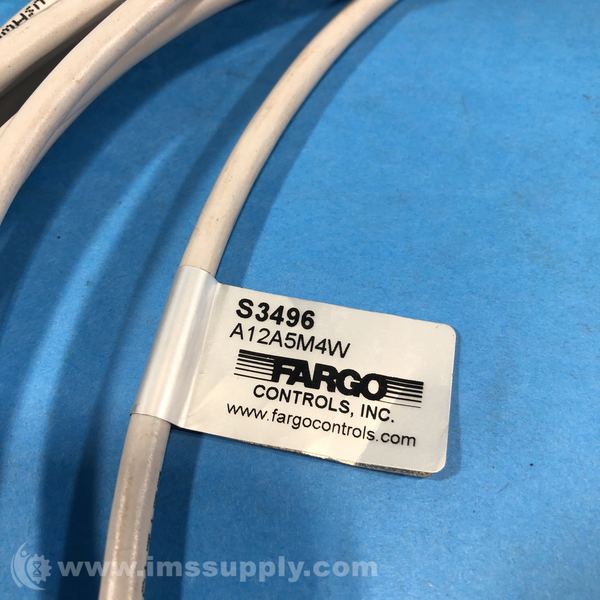 S3496
A12A5M4W
FARGO
CONTROLS, INC.
www.fargocontrols.com
www.imssupply.com